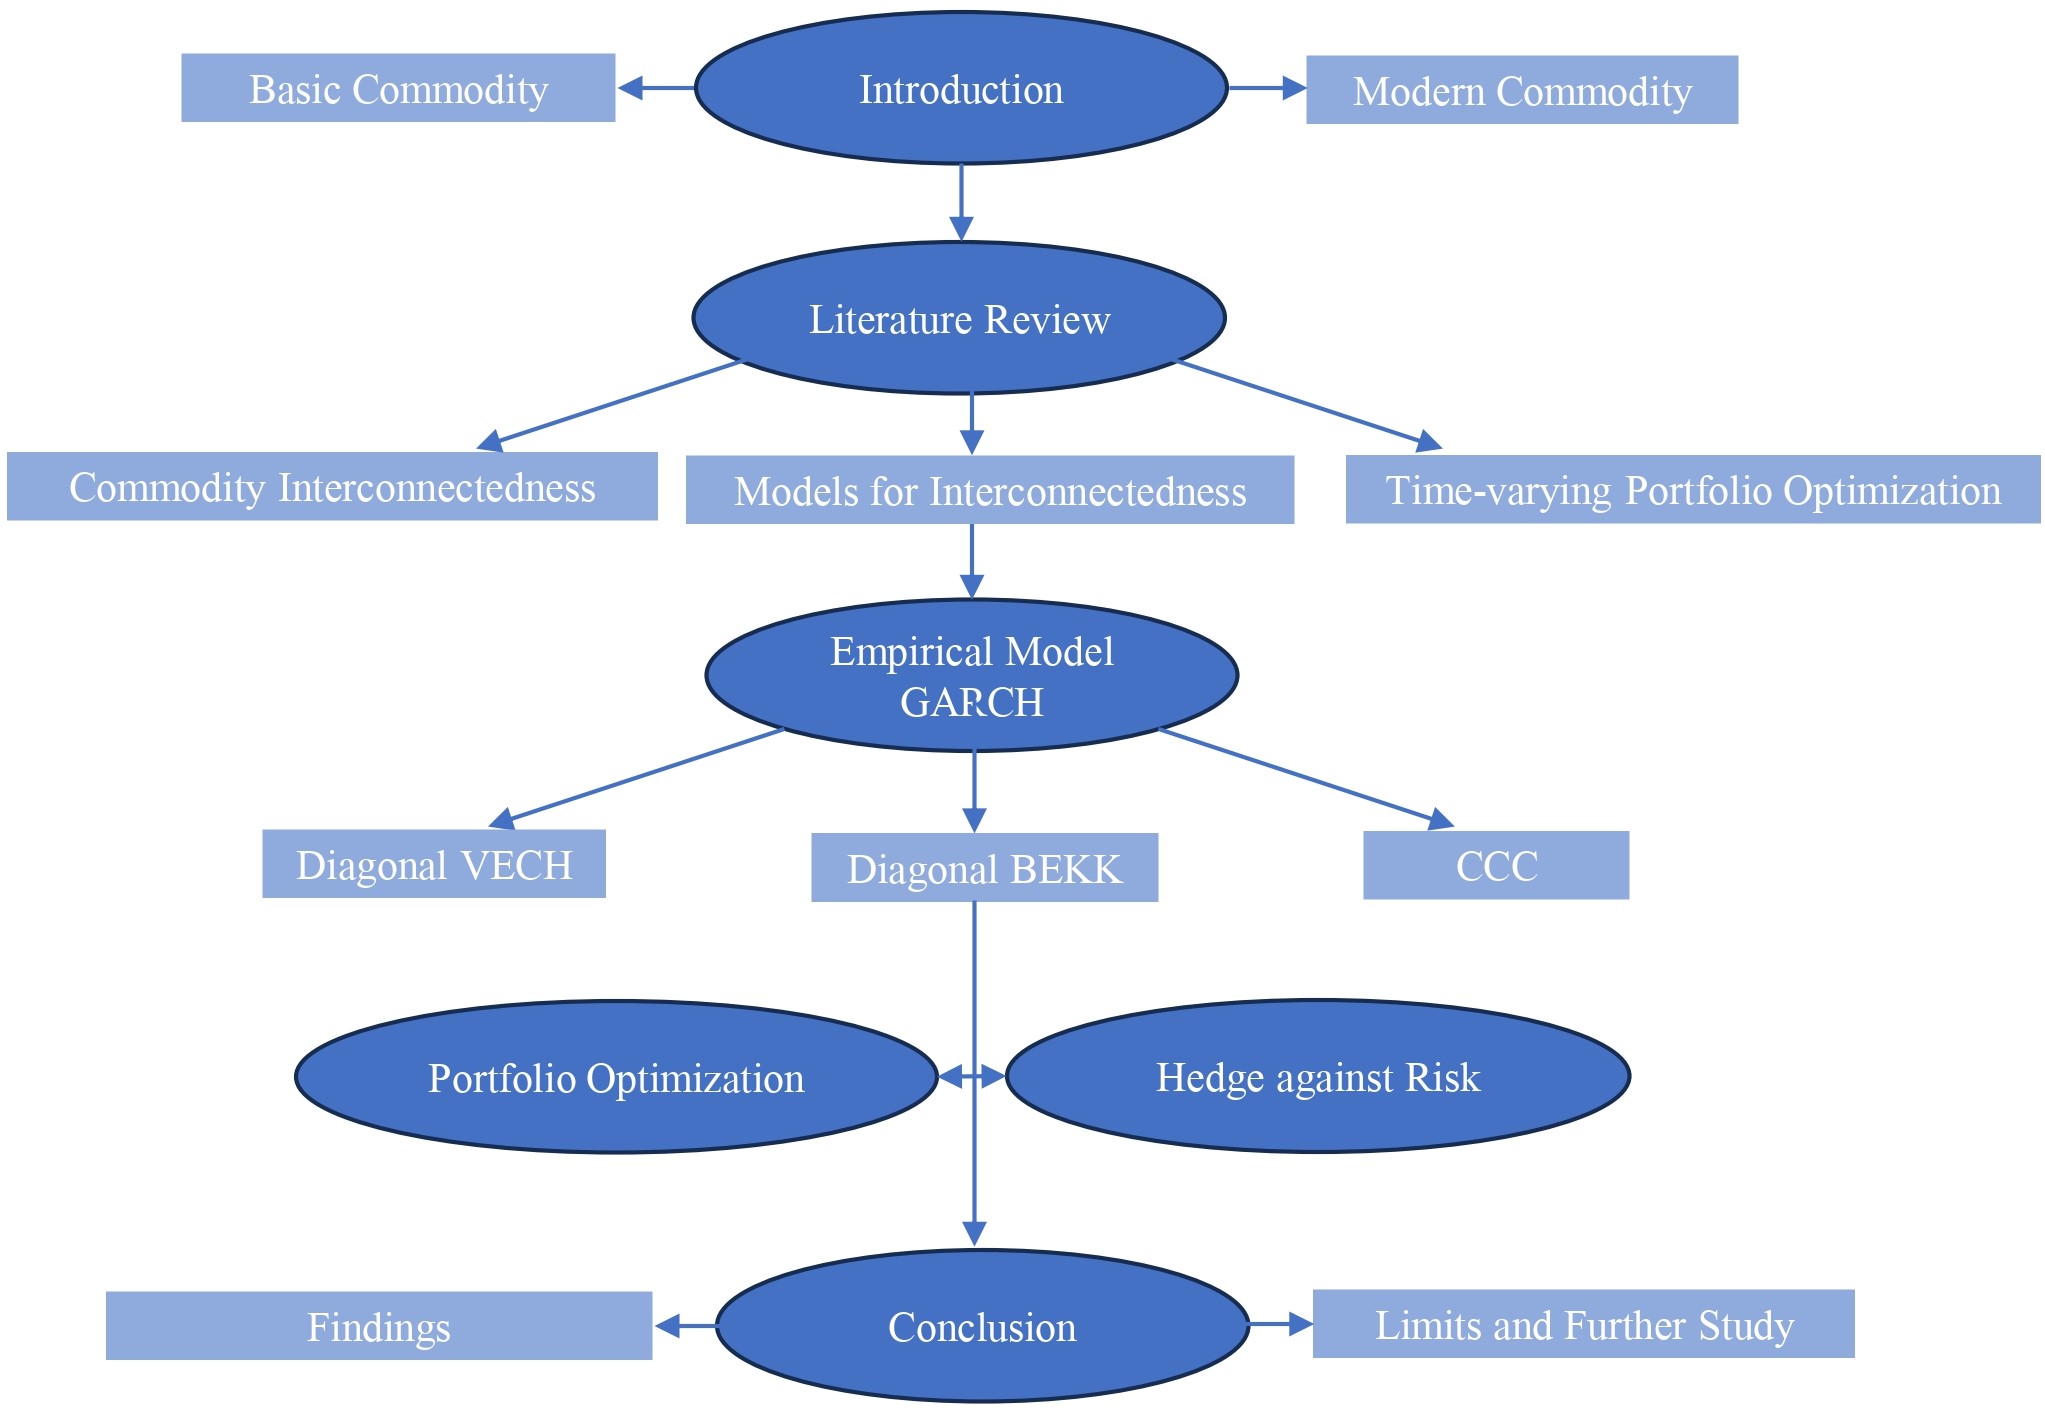 Introduction
Basic Commodity
Modern Commodity
Literature Review
Commodity Interconnectedness
Models for Interconnectedness
Time-varying Portfolio Optimization
Empirical Model
GARCH
Diagonal VECH
Diagonal BEKK
CCC
Portfolio Optimization
Hedge against Risk
Conclusion
Findings
Limits and Further Study